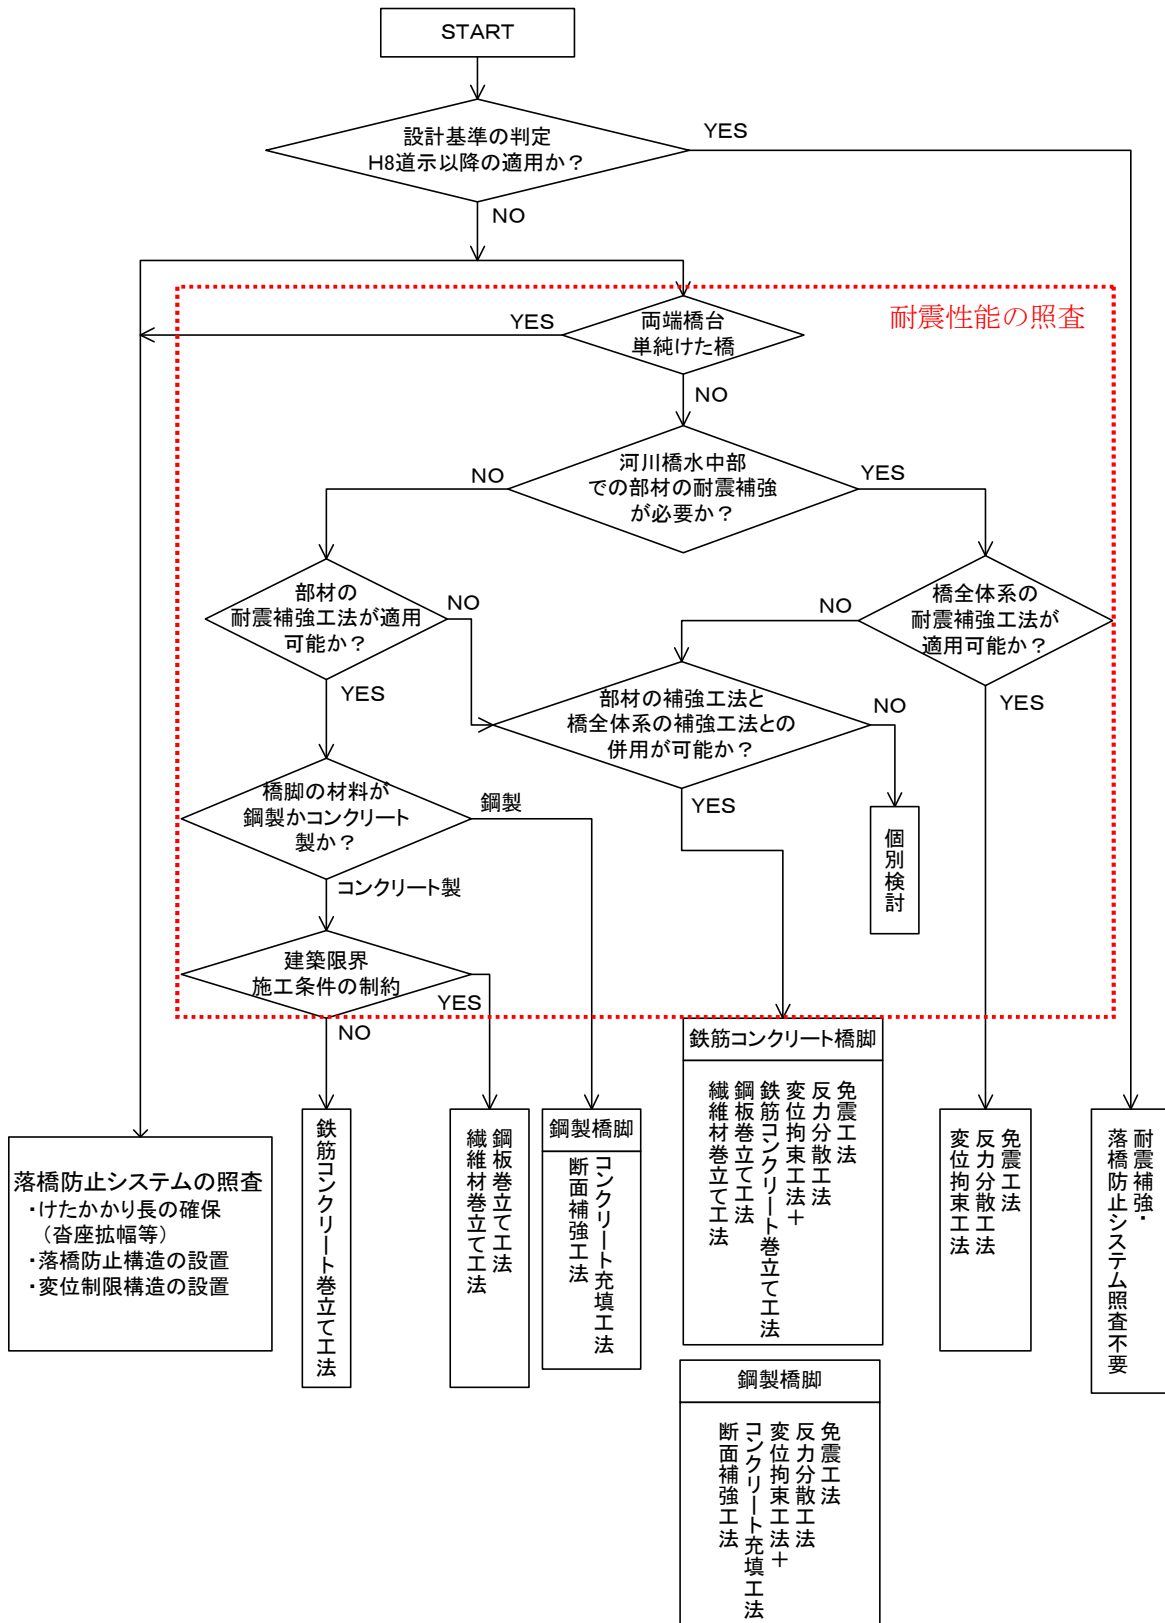 START
設計基準の判定
H8道示以降の適用か？
YES
NO
耐震性能の照査
両端橋台
単純けた橋
YES
NO
河川橋水中部
での部材の耐震補強
が必要か？
NO
YES
部材の
耐震補強工法が適用
可能か？
NO
YES
橋全体系の
耐震補強工法が
適用可能か？
NO
YES
部材の補強工法と
橋全体系の補強工法との
併用が可能か？
NO
YES
橋脚の材料が
鋼製かコンクリート
製か？
鋼製
コンクリート製
個別検討
建築限界
施工条件の制約
YES
NO
落橋防止システムの照査
・けたかかり長の確保
（沓座拡幅等）
・落橋防止構造の設置
・変位制限構造の設置
鉄筋コンクリート巻立て工法
鋼板巻立て工法
繊維材巻立て工法
鋼製橋脚
コンクリート充填工法
断面補強工法
鉄筋コンクリート橋脚
免震工法
反力分散工法
変位拘束工法＋
鉄筋コンクリート巻立て工法
鋼板巻立て工法
繊維材巻立て工法
鋼製橋脚
免震工法
反力分散工法
変位拘束工法＋
コンクリート充填工法
断面補強工法
免震工法
反力分散工法
変位拘束工法
耐震補強・
落橋防止システム照査不要